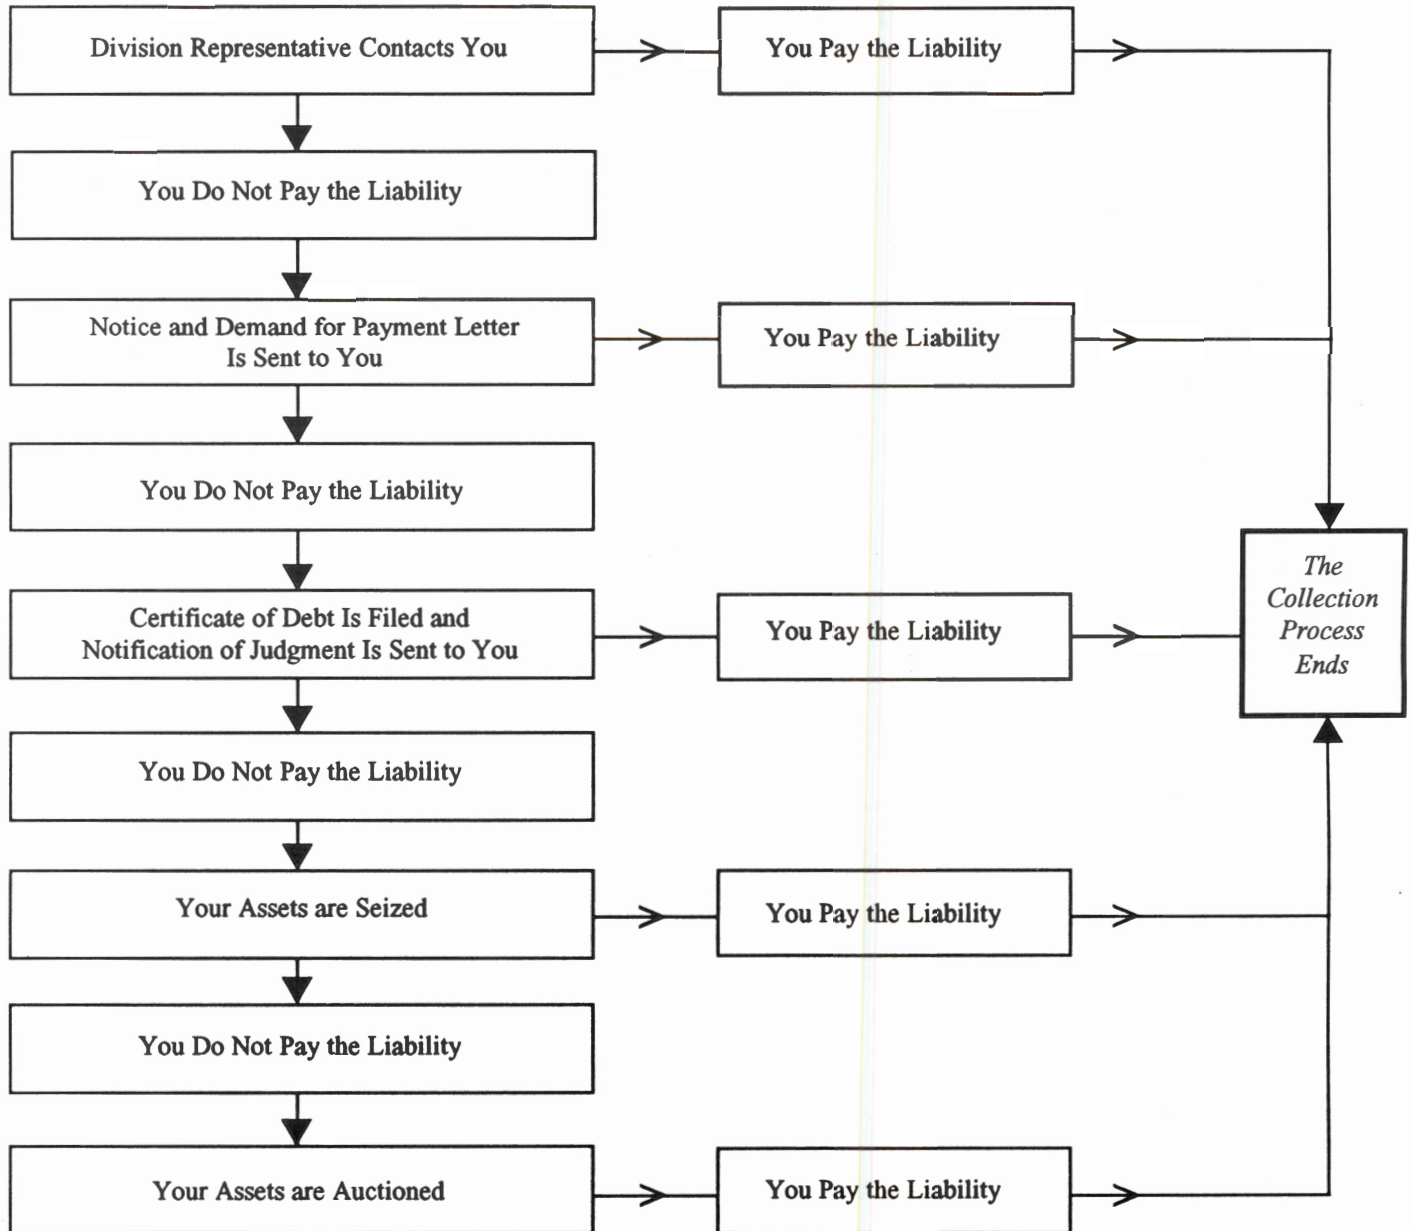 Division Representative Contacts You
You Pay the Liability
You Do Not Pay the Liability
Notice and Demand for Payment Letter
Is Sent to You
You Pay the Liability
You Do Not Pay the Liability
Certificate of Debt Is Filed and
Notification of Judgment Is Sent to You
You Pay the Liability
The
Collection
Process
Ends
You Do Not Pay the Liability
Your Assets are Seized
You Pay the Liability
You Do Not Pay the Liability
Your Assets are Auctioned
You Pay the Liability